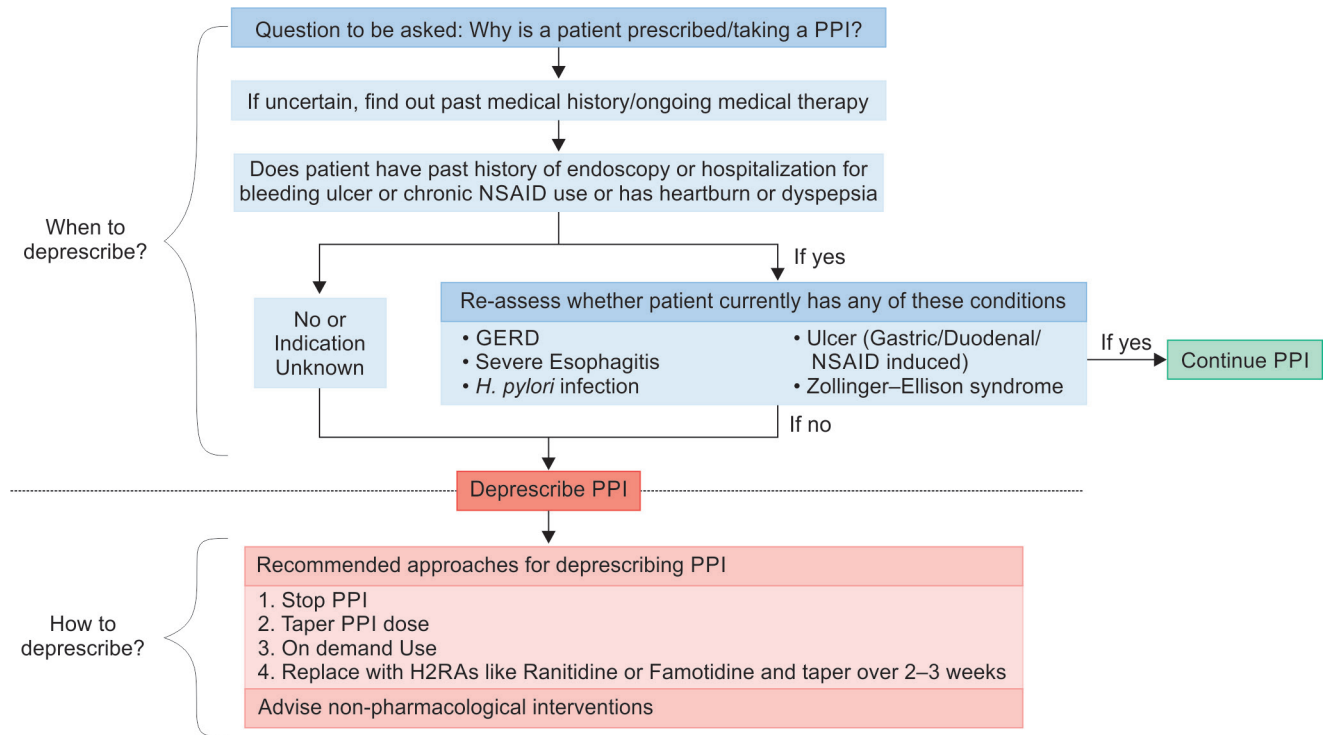 Question to be asked: Why is a patient prescribed/taking a PPI?
If uncertain, find out past medical history/ongoing medical therapy
Does patient have past history of endoscopy or hospitalization for
bleeding ulcer or chronic NSAID use or has heartburn or dyspepsia
When to
deprescribe?
If yes
No or
Indication
Unknown
Re-assess whether patient currently has any of these conditions
• GERD
• Severe Esophagitis
• H. pylori infection
• Ulcer (Gastric/Duodenal/
NSAID induced)
• Zollinger–Ellison syndrome
If yes
Continue PPI
If no
Deprescribe PPI
How to
deprescribe?
Recommended approaches for deprescribing PPI
1. Stop PPI
2. Taper PPI dose
3. On demand Use
4. Replace with H2RAs like Ranitidine or Famotidine and taper over 2–3 weeks
Advise non-pharmacological interventions